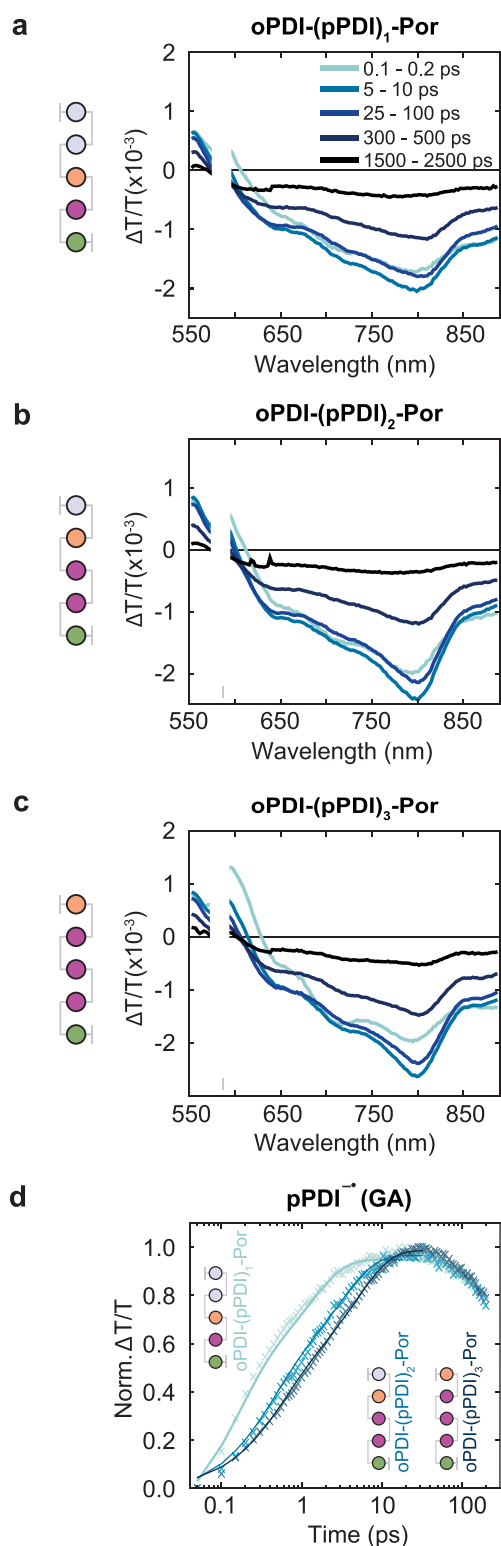 a
oPDI-(pPDI)₁-Por
2
1
0
-1
-2
ΔT/T(x10⁻³)
0.1 - 0.2 ps
5 - 10 ps
25 - 100 ps
300 - 500 ps
1500 - 2500 ps
550 650 750 850
Wavelength (nm)
b
oPDI-(pPDI)₂-Por
1
0
-1
-2
ΔT/T(x10⁻³)
550 650 750 850
Wavelength (nm)
c
oPDI-(pPDI)₃-Por
2
1
0
-1
-2
ΔT/T(x10⁻³)
550 650 750 850
Wavelength (nm)
d
pPDI⁻• (GA)
1.0
0.8
0.6
0.4
0.2
0.0
Norm. ΔT/T
oPDI-(pPDI)₁-Por
oPDI-(pPDI)₂-Por
oPDI-(pPDI)₃-Por
0.1 1 10 100
Time (ps)